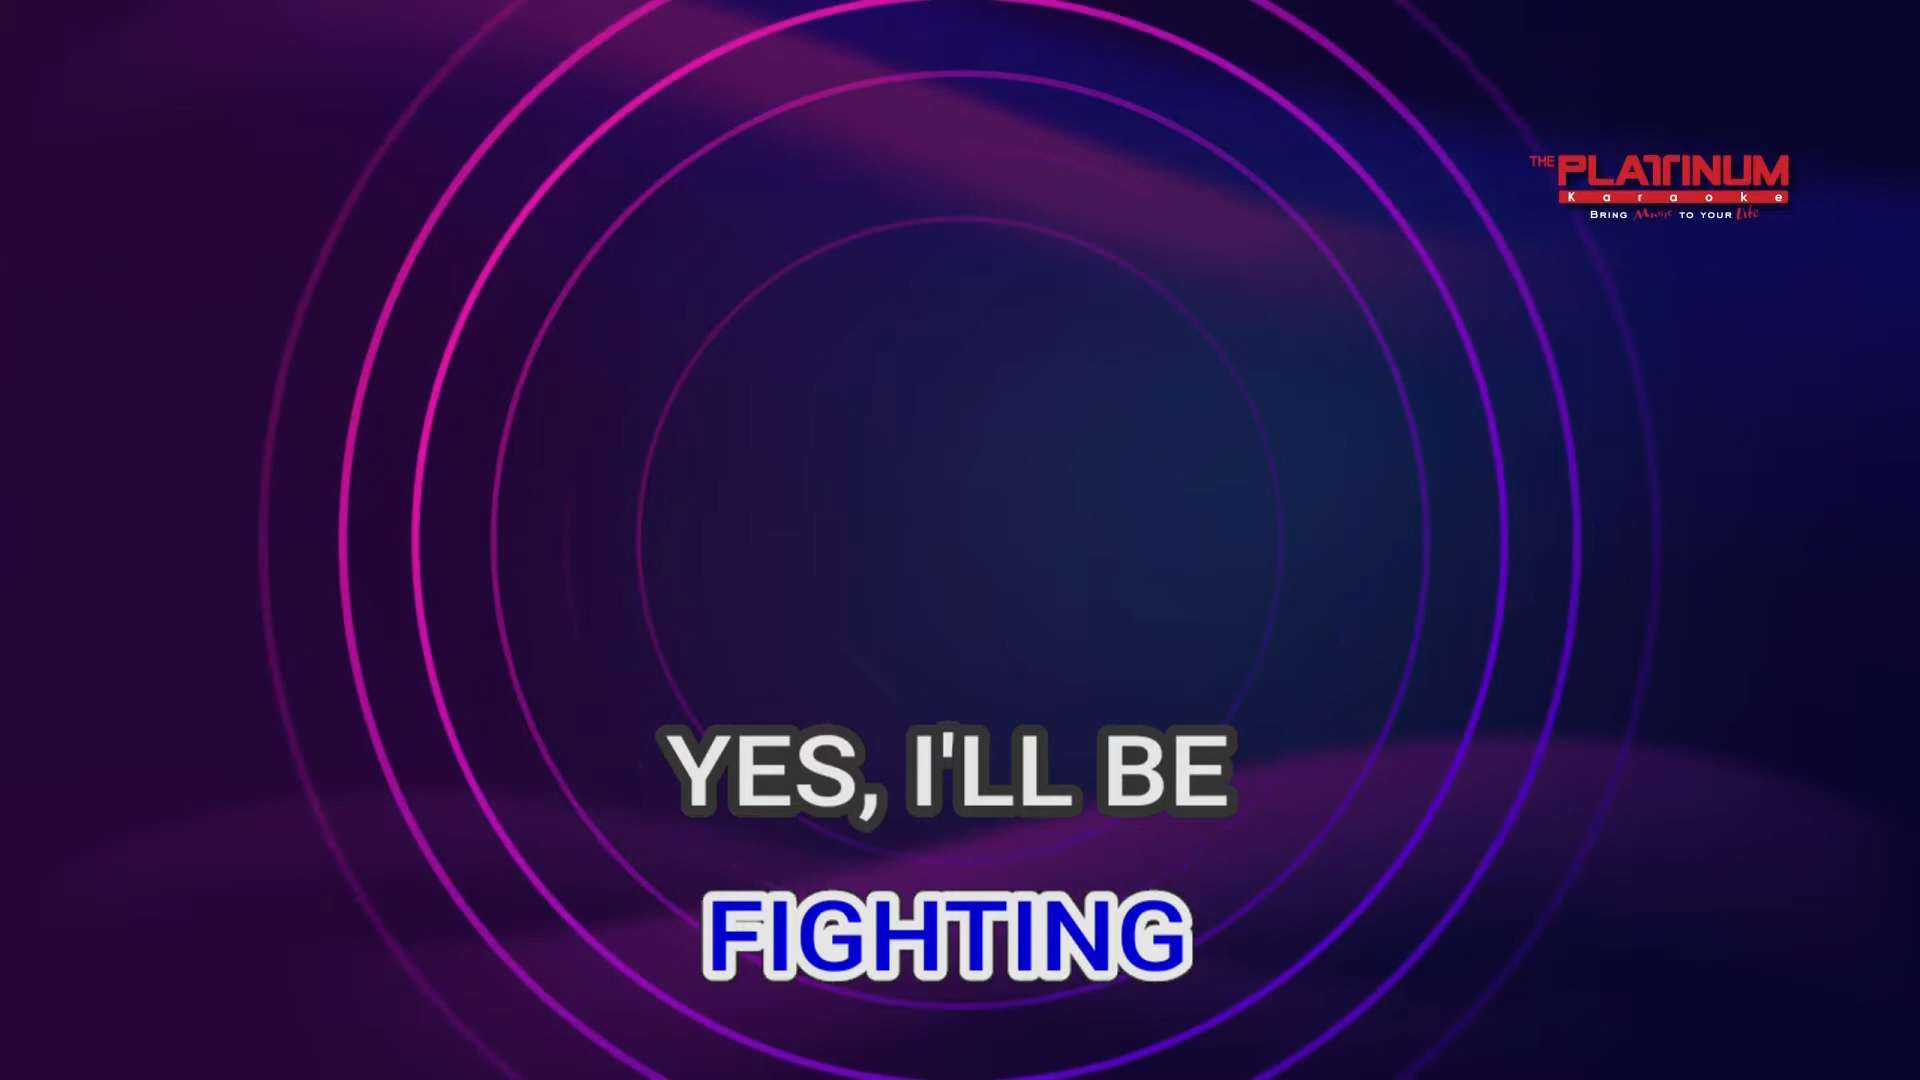 THE PLATINUM
Karaoke
BRING Music TO YOUR Life
YES, I'LL BE
FIGHTING